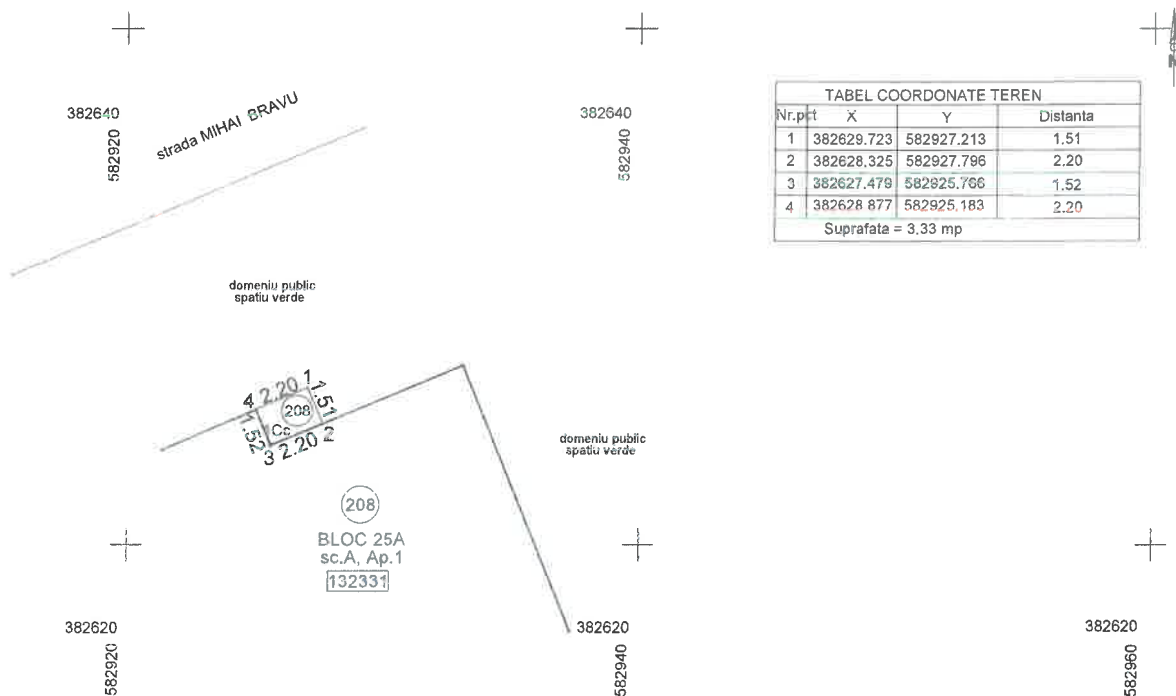 382640
582920
strada MIHAI BRAVU
382640
582940
TABEL COORDONATE TEREN
Nr.pct X Y Distanta
1 382629.723 582927.213 1.51
2 382628.325 582927.796 2.20
3 382627.479 582925.766 1.52
4 382628.877 582925.183 2.20
Suprafata = 3.33 mp
domeniu public
spatiu verde
4 2.20 1
1.51
208
Cc
1.52
3 2.20 2
domeniu public
spatiu verde
208
BLOC 25A
sc.A, Ap.1
132331
382620
582920
382620
582940
382620
582960